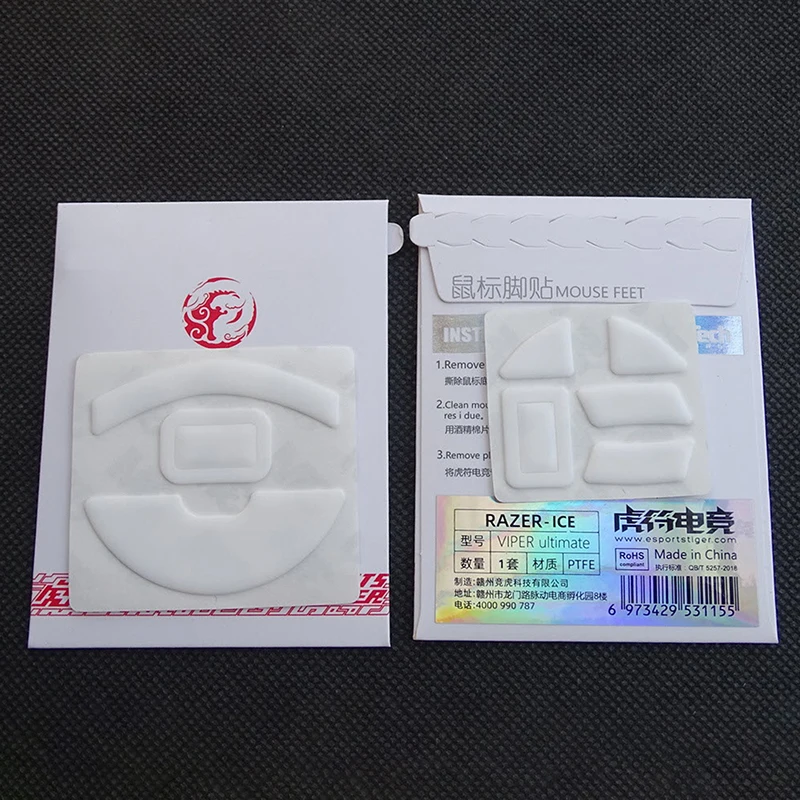 鼠标脚贴 MOUSE FEET
INST
ech
1.Remove
撕除鼠标底
2.Clean mou
res i due。
用酒精棉片
3.Remove pl
将虎符电竞
RAZER-ICE
型号 VIPER ultimate
数量 1套 材质 PTFE
虎符电竞
www.esportstiger.com
RoHS
compliant
Made in China
执行标准 QB/T 5257-2018
制造: 赣州竞虎科技有限公司
地址: 赣州市龙门路脉动电商孵化园8楼
电话:4000 990 787
6 973429 531155